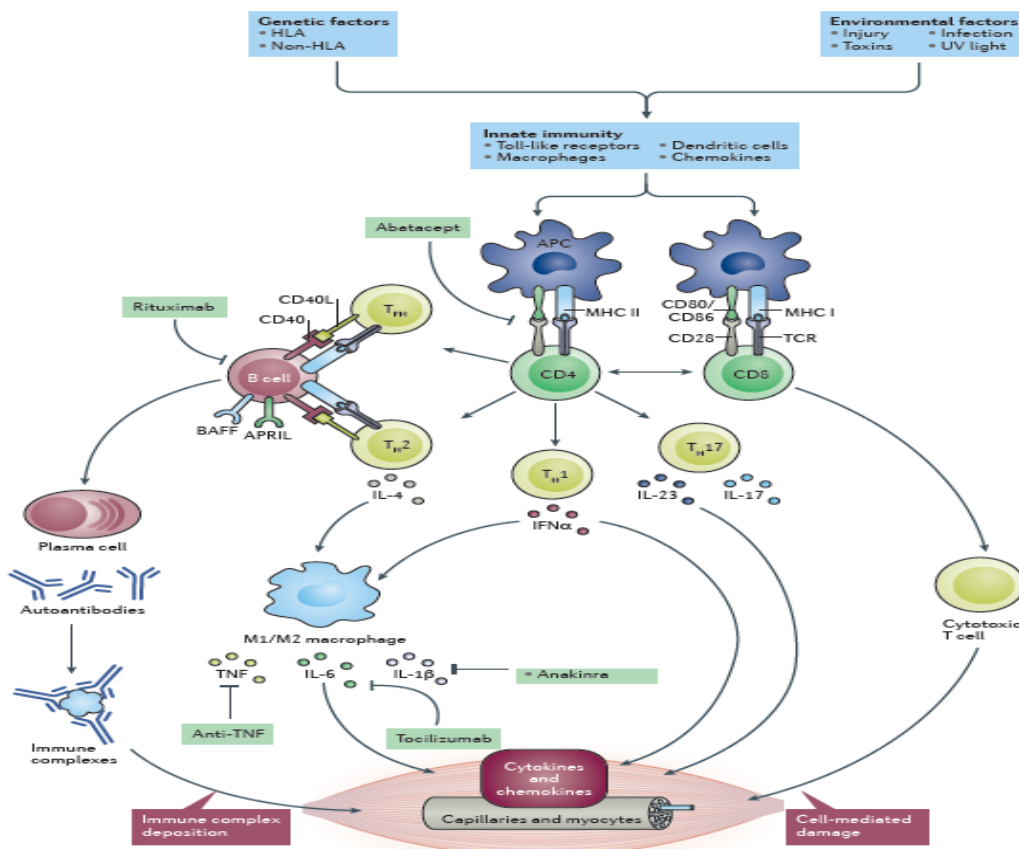 Genetic factors
• HLA
• Non-HLA
Environmental factors
• Injury • Infection
• Toxins • UV light
Innate immunity
• Toll-like receptors • Dendritic cells
• Macrophages • Chemokines
Abatacept
APC
Rituximab
CD40L
CD40
TFH
MHC II
CD80/
CD86
MHC I
CD28
TCR
B cell
CD4
CD8
BAFF
APRIL
TH2
TH1
TH17
IL-4
IL-23
IL-17
IFNα
Plasma cell
Autoantibodies
M1/M2 macrophage
Cytotoxic
T cell
TNF
IL-6
IL-1β
• Anakinra
Anti-TNF
Tocilizumab
Immune
complexes
Cytokines
and
chemokines
Immune complex
deposition
Capillaries and myocytes
Cell-mediated
damage